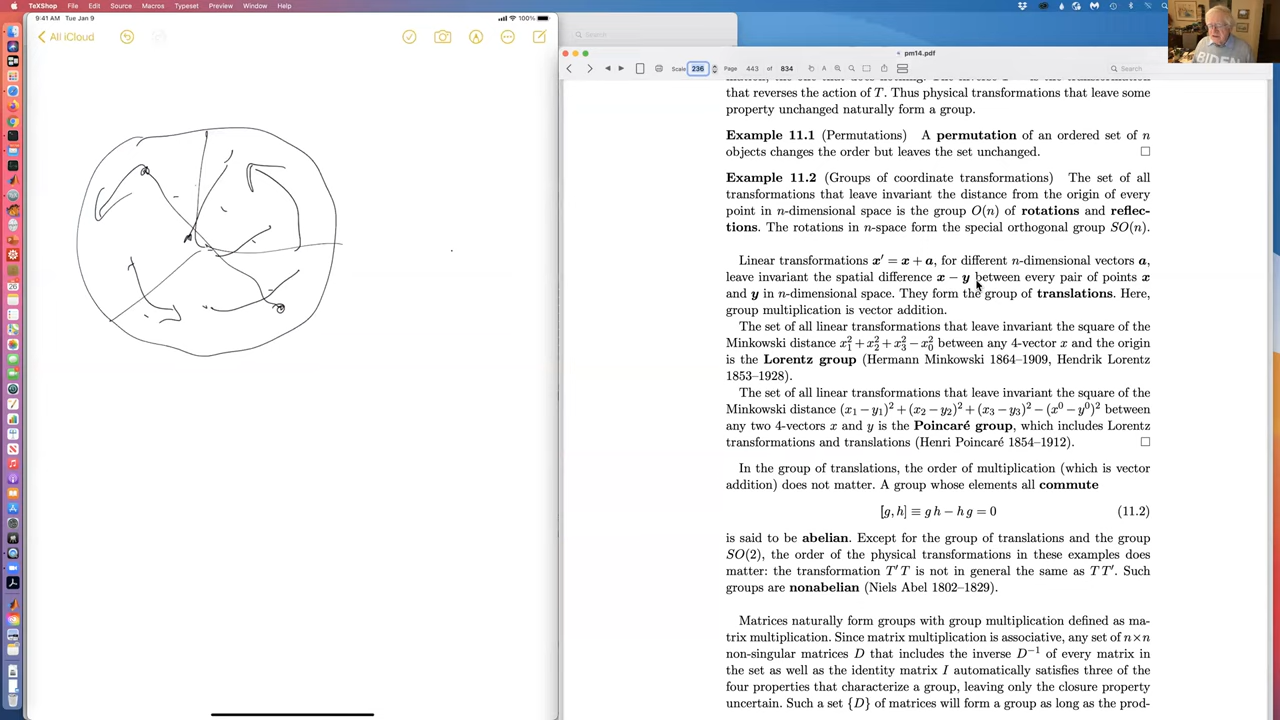 TeXShop File Edit Source Macros Typeset Preview Window Help
9:41 AM Tue Jan 9
100%
All iCloud
Search
pm14.pdf
Scale 236 Page 443 of 834
Search
BIDEN
that reverses the action of T. Thus physical transformations that leave some
property unchanged naturally form a group.
Example 11.1 (Permutations) A permutation of an ordered set of n
objects changes the order but leaves the set unchanged. □
Example 11.2 (Groups of coordinate transformations) The set of all
transformations that leave invariant the distance from the origin of every
point in n-dimensional space is the group O(n) of rotations and reflec-
tions. The rotations in n-space form the special orthogonal group SO(n).
Linear transformations x′ = x + a, for different n-dimensional vectors a,
leave invariant the spatial difference x − y between every pair of points x
and y in n-dimensional space. They form the group of translations. Here,
group multiplication is vector addition.
The set of all linear transformations that leave invariant the square of the
Minkowski distance x₁² + x₂² + x₃² − x₀² between any 4-vector x and the origin
is the Lorentz group (Hermann Minkowski 1864–1909, Hendrik Lorentz
1853–1928).
The set of all linear transformations that leave invariant the square of the
Minkowski distance (x₁ − y₁)² + (x₂ − y₂)² + (x₃ − y₃)² − (x⁰ − y⁰)² between
any two 4-vectors x and y is the Poincaré group, which includes Lorentz
transformations and translations (Henri Poincaré 1854–1912). □
In the group of translations, the order of multiplication (which is vector
addition) does not matter. A group whose elements all commute
[g, h] ≡ g h − h g = 0 (11.2)
is said to be abelian. Except for the group of translations and the group
SO(2), the order of the physical transformations in these examples does
matter: the transformation T′ T is not in general the same as T T′. Such
groups are nonabelian (Niels Abel 1802–1829).
Matrices naturally form groups with group multiplication defined as ma-
trix multiplication. Since matrix multiplication is associative, any set of n×n
non-singular matrices D that includes the inverse D⁻¹ of every matrix in
the set as well as the identity matrix I automatically satisfies three of the
four properties that characterize a group, leaving only the closure property
uncertain. Such a set {D} of matrices will form a group as long as the prod-